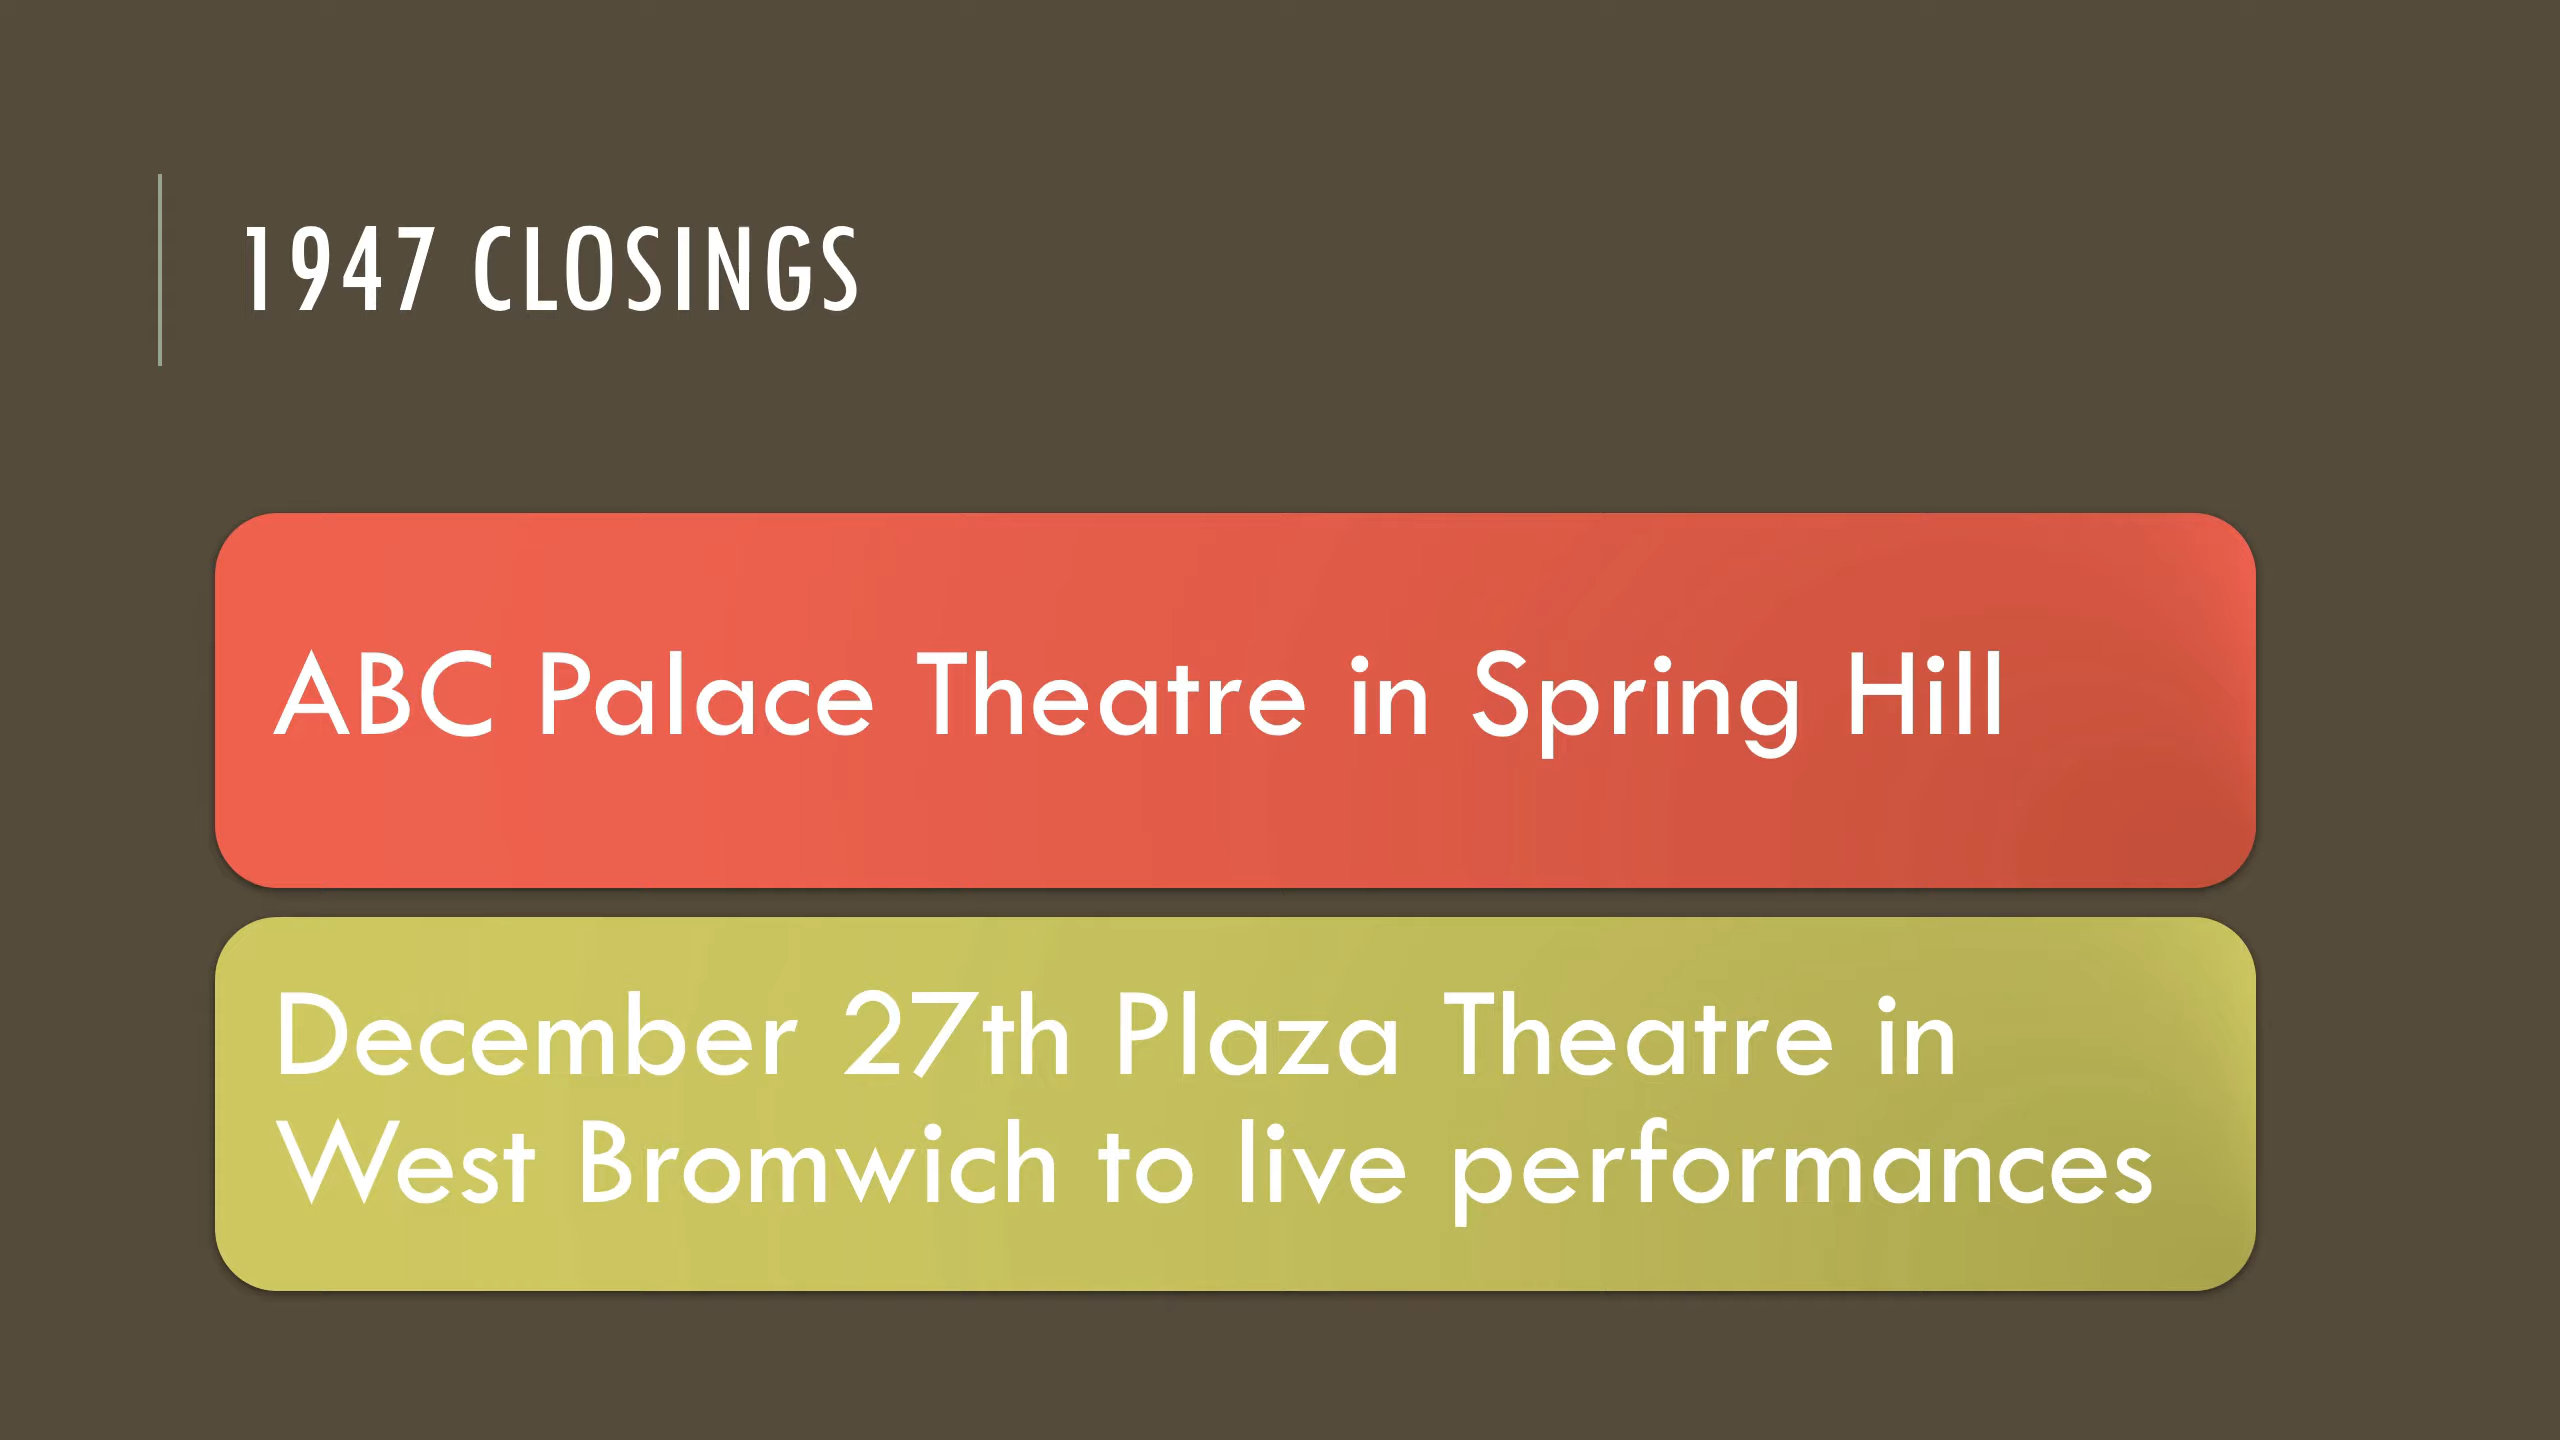 1947 CLOSINGS
ABC Palace Theatre in Spring Hill
December 27th Plaza Theatre in
West Bromwich to live performances